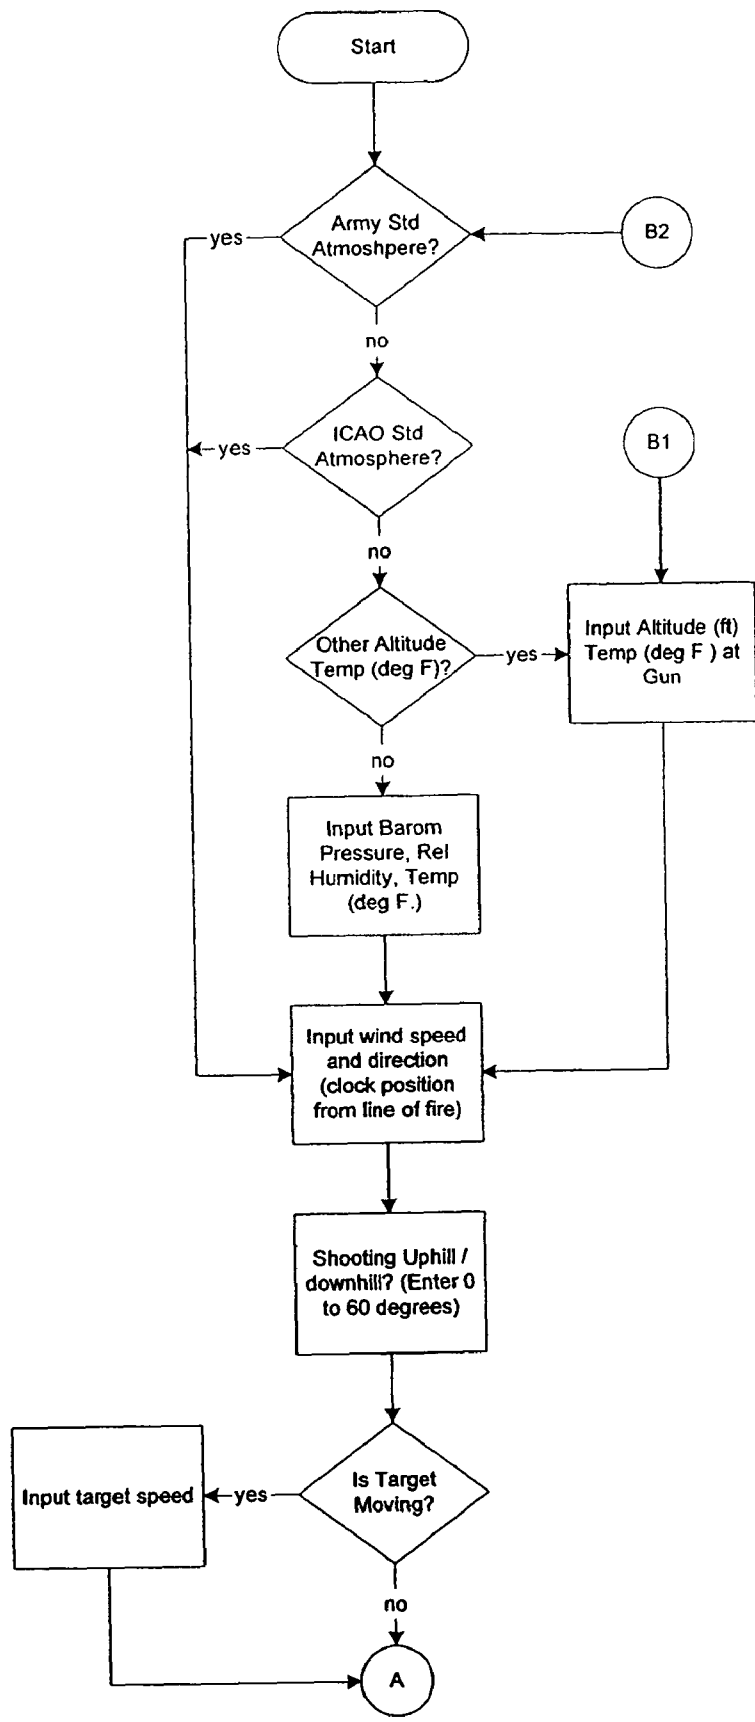 Start
Army Std
Atmoshpere?
yes
B2
no
ICAO Std
Atmosphere?
yes
B1
no
Other Altitude
Temp (deg F)?
yes
Input Altitude (ft)
Temp (deg F ) at
Gun
no
Input Barom
Pressure, Rel
Humidity, Temp
(deg F.)
Input wind speed
and direction
(clock position
from line of fire)
Shooting Uphill /
downhill? (Enter 0
to 60 degrees)
Is Target
Moving?
yes
Input target speed
no
A